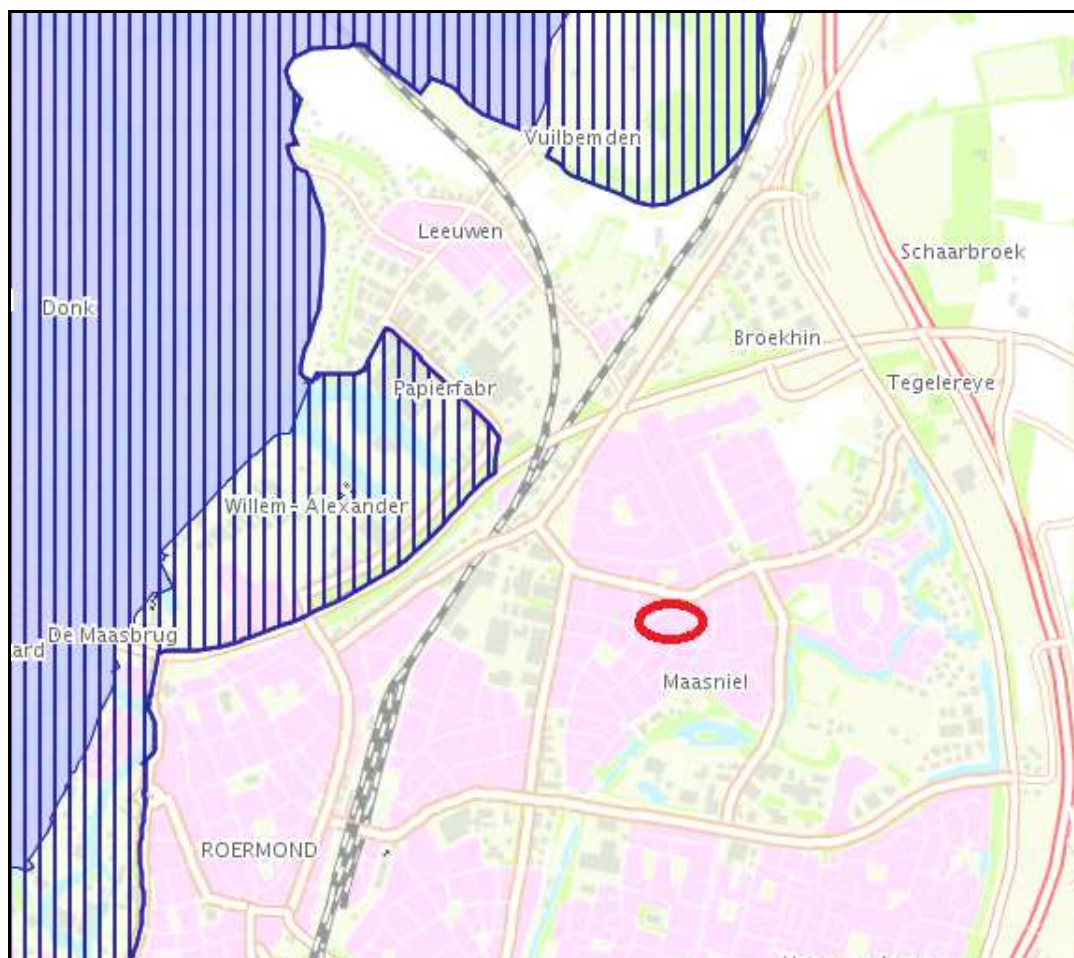 Vuilbemden
Leeuwen
Schaarbroek
Donk
Broekhin
Papierfabr
Tegelereye
Willem-Alexander
De Maasbrug
ard
Maasniel
ROERMOND